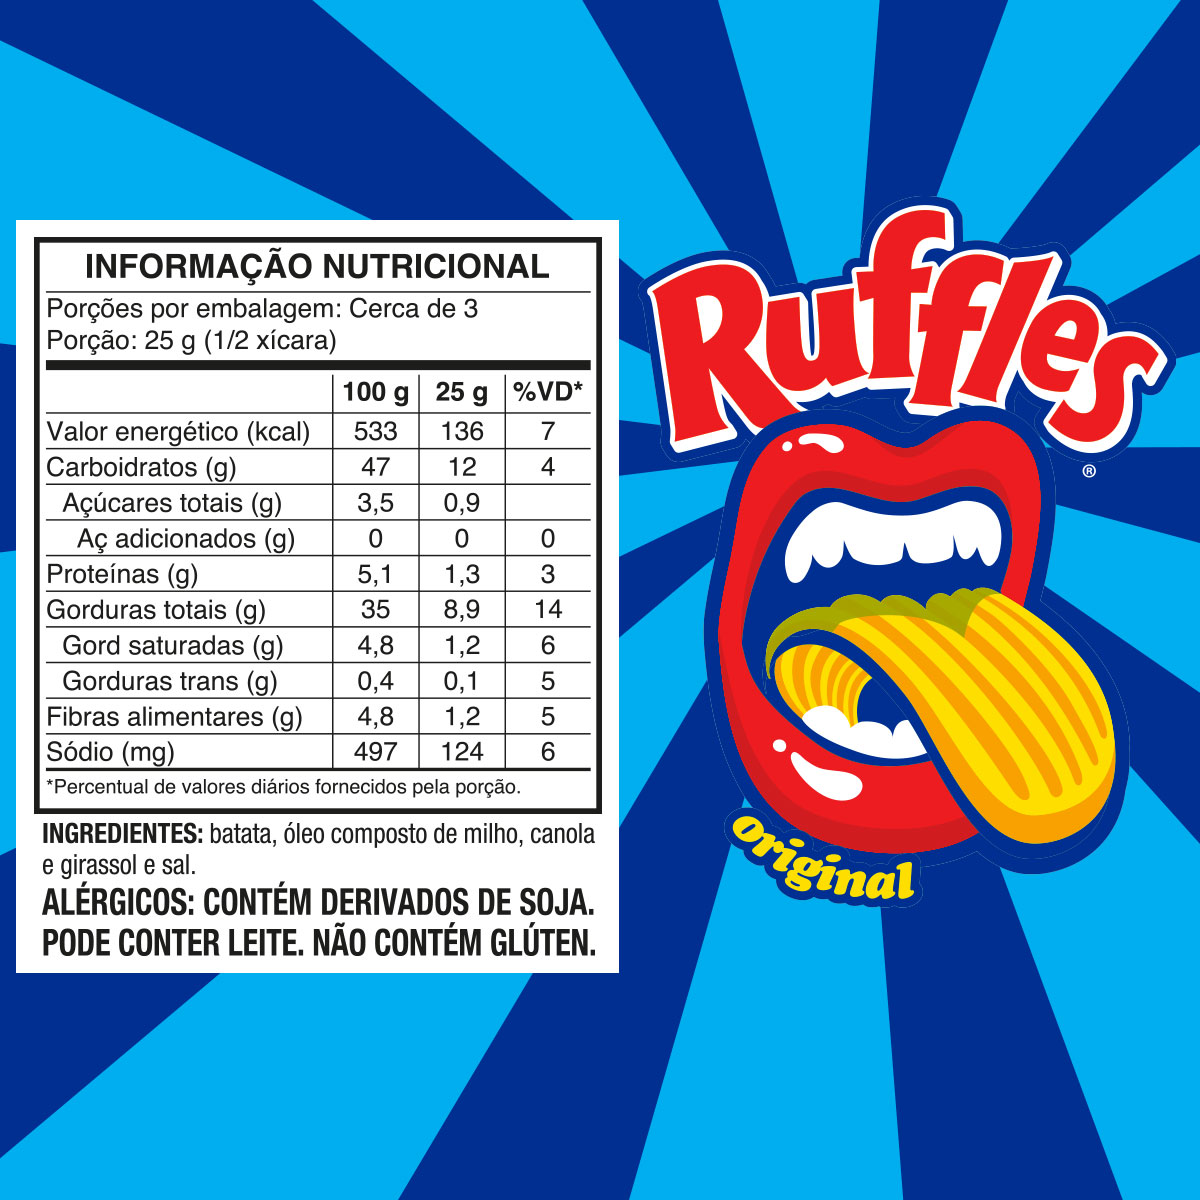 INFORMAÇÃO NUTRICIONAL
Porções por embalagem: Cerca de 3
Porção: 25 g (1/2 xícara)
100 g 25 g %VD*
Valor energético (kcal) 533 136 7
Carboidratos (g) 47 12 4
Açúcares totais (g) 3,5 0,9
Aç adicionados (g) 0 0 0
Proteínas (g) 5,1 1,3 3
Gorduras totais (g) 35 8,9 14
Gord saturadas (g) 4,8 1,2 6
Gorduras trans (g) 0,4 0,1 5
Fibras alimentares (g) 4,8 1,2 5
Sódio (mg) 497 124 6
*Percentual de valores diários fornecidos pela porção.
INGREDIENTES: batata, óleo composto de milho, canola
e girassol e sal.
ALÉRGICOS: CONTÉM DERIVADOS DE SOJA.
PODE CONTER LEITE. NÃO CONTÉM GLÚTEN.
Ruffles
®
original